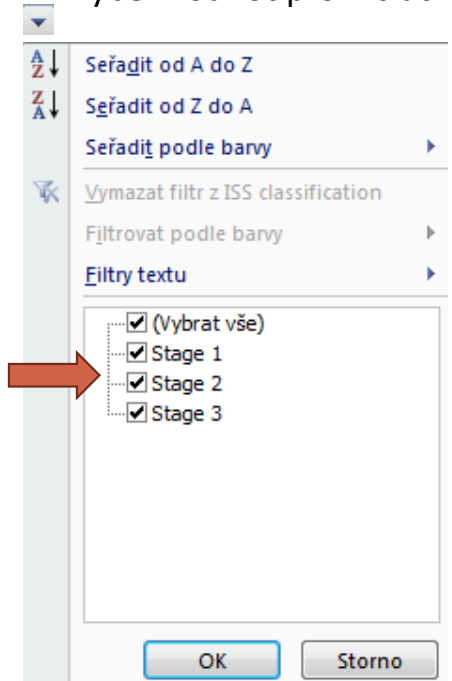 Seřadit od A do Z
Seřadit od Z do A
Seřadit podle barvy
Vymazat filtr z ISS classification
Filtrovat podle barvy
Filtry textu
(Vybrat vše)
Stage 1
Stage 2
Stage 3
OK Storno